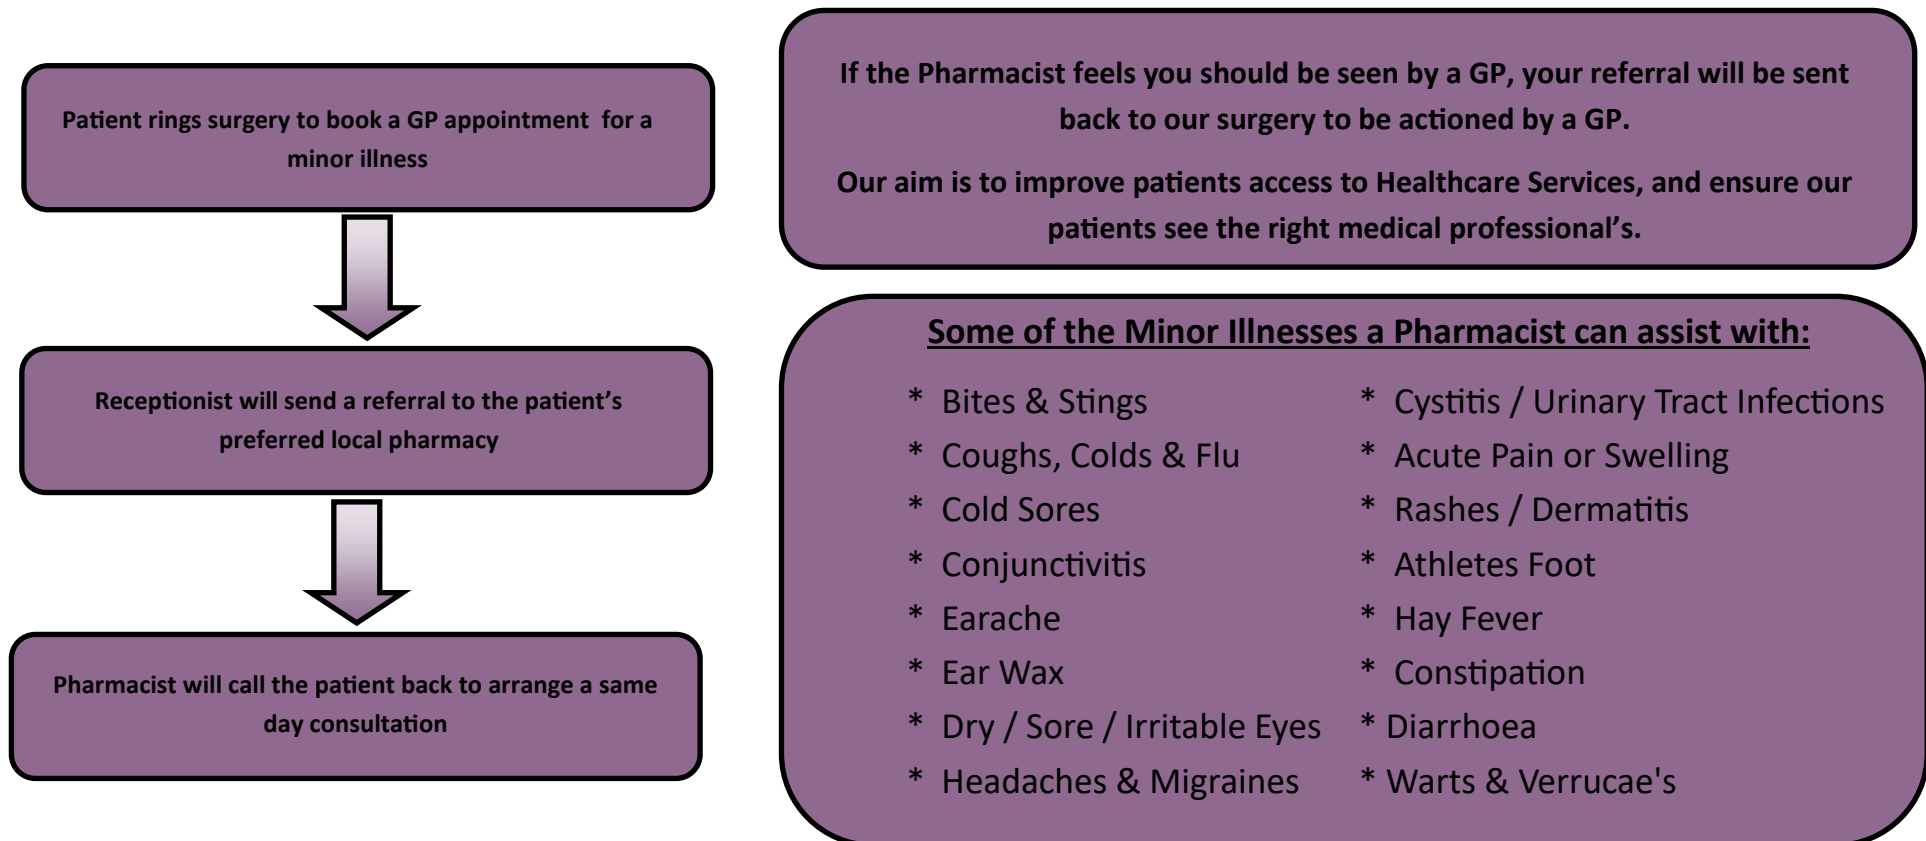 Patient rings surgery to book a GP appointment  for a
minor illness
Receptionist will send a referral to the patient’s
preferred local pharmacy
Pharmacist will call the patient back to arrange a same
day consultation
If the Pharmacist feels you should be seen by a GP, your referral will be sent
back to our surgery to be actioned by a GP.
Our aim is to improve patients access to Healthcare Services, and ensure our
patients see the right medical professional’s.
Some of the Minor Illnesses a Pharmacist can assist with:
* Bites & Stings
* Coughs, Colds & Flu
* Cold Sores
* Conjunctivitis
* Earache
* Ear Wax
* Dry / Sore / Irritable Eyes
* Headaches & Migraines
* Cystitis / Urinary Tract Infections
* Acute Pain or Swelling
* Rashes / Dermatitis
* Athletes Foot
* Hay Fever
* Constipation
* Diarrhoea
* Warts & Verrucae's